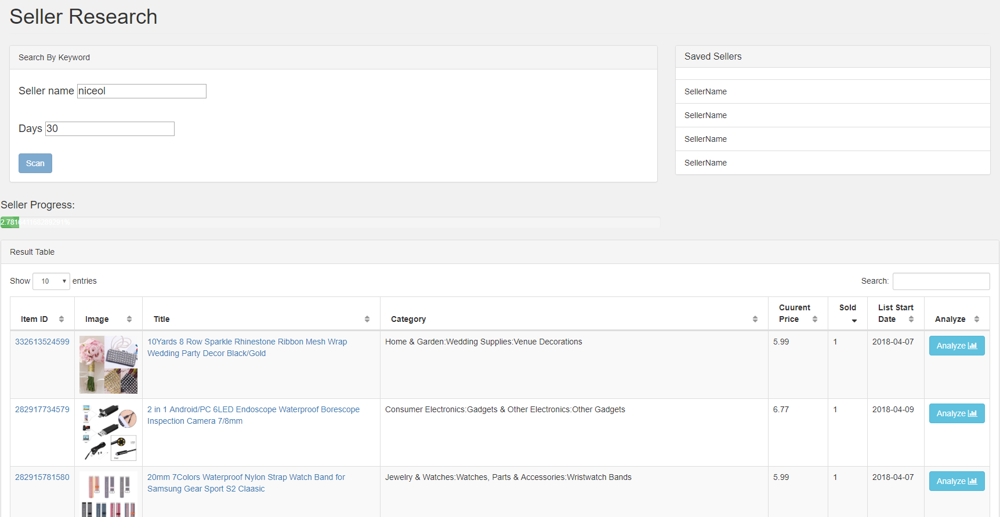 Seller Research
Search By Keyword
Seller name niceol
Days 30
Scan
Saved Sellers
SellerName
SellerName
SellerName
SellerName
Seller Progress:
Result Table
Show 10 entries
Search:
Item ID Image Title Category Cuurent Price Sold List Start Date Analyze
332613524599
10Yards 8 Row Sparkle Rhinestone Ribbon Mesh Wrap
Wedding Party Decor Black/Gold
Home & Garden:Wedding Supplies:Venue Decorations
5.99
1
2018-04-07
Analyze
282917734579
2 in 1 Android/PC 6LED Endoscope Waterproof Borescope
Inspection Camera 7/8mm
Consumer Electronics:Gadgets & Other Electronics:Other Gadgets
6.77
1
2018-04-09
Analyze
282915781580
20mm 7Colors Waterproof Nylon Strap Watch Band for
Samsung Gear Sport S2 Claasic
Jewelry & Watches:Watches, Parts & Accessories:Wristwatch Bands
5.99
1
2018-04-07
Analyze